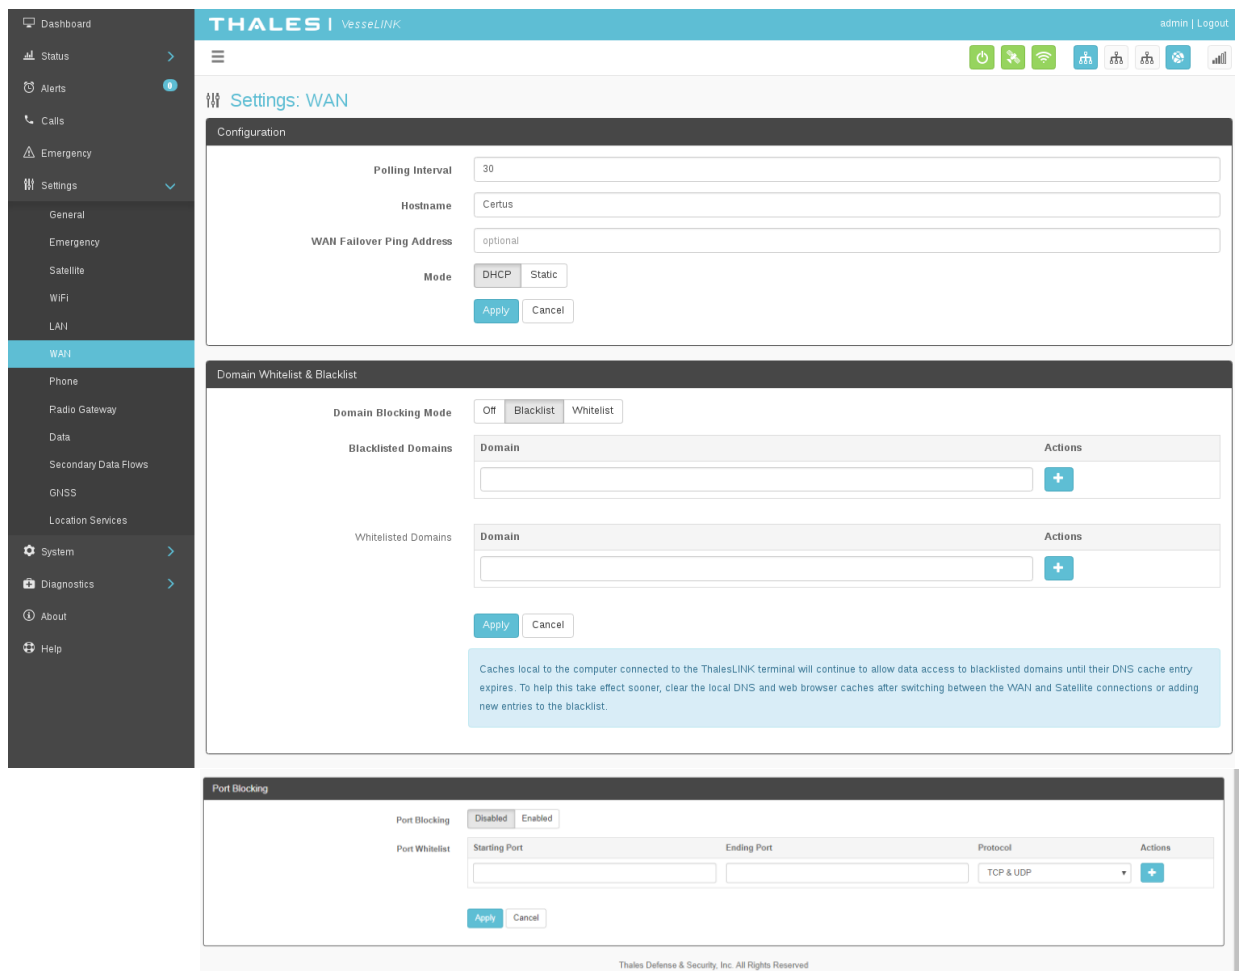 Dashboard
THALES | VesseLINK
admin | Logout
Status
Alerts
0
Calls
Emergency
Settings
General
Emergency
Satellite
WiFi
LAN
WAN
Phone
Radio Gateway
Data
Secondary Data Flows
GNSS
Location Services
System
Diagnostics
About
Help
Settings: WAN
Configuration
Polling Interval 30
Hostname Certus
WAN Failover Ping Address optional
Mode DHCP Static
Apply Cancel
Domain Whitelist & Blacklist
Domain Blocking Mode Off Blacklist Whitelist
Blacklisted Domains Domain Actions
Whitelisted Domains Domain Actions
Apply Cancel
Caches local to the computer connected to the ThalesLINK terminal will continue to allow data access to blacklisted domains until their DNS cache entry
expires. To help this take effect sooner, clear the local DNS and web browser caches after switching between the WAN and Satellite connections or adding
new entries to the blacklist.
Port Blocking
Port Blocking Disabled Enabled
Port Whitelist Starting Port Ending Port Protocol Actions
TCP & UDP
Apply Cancel
Thales Defense & Security, Inc. All Rights Reserved